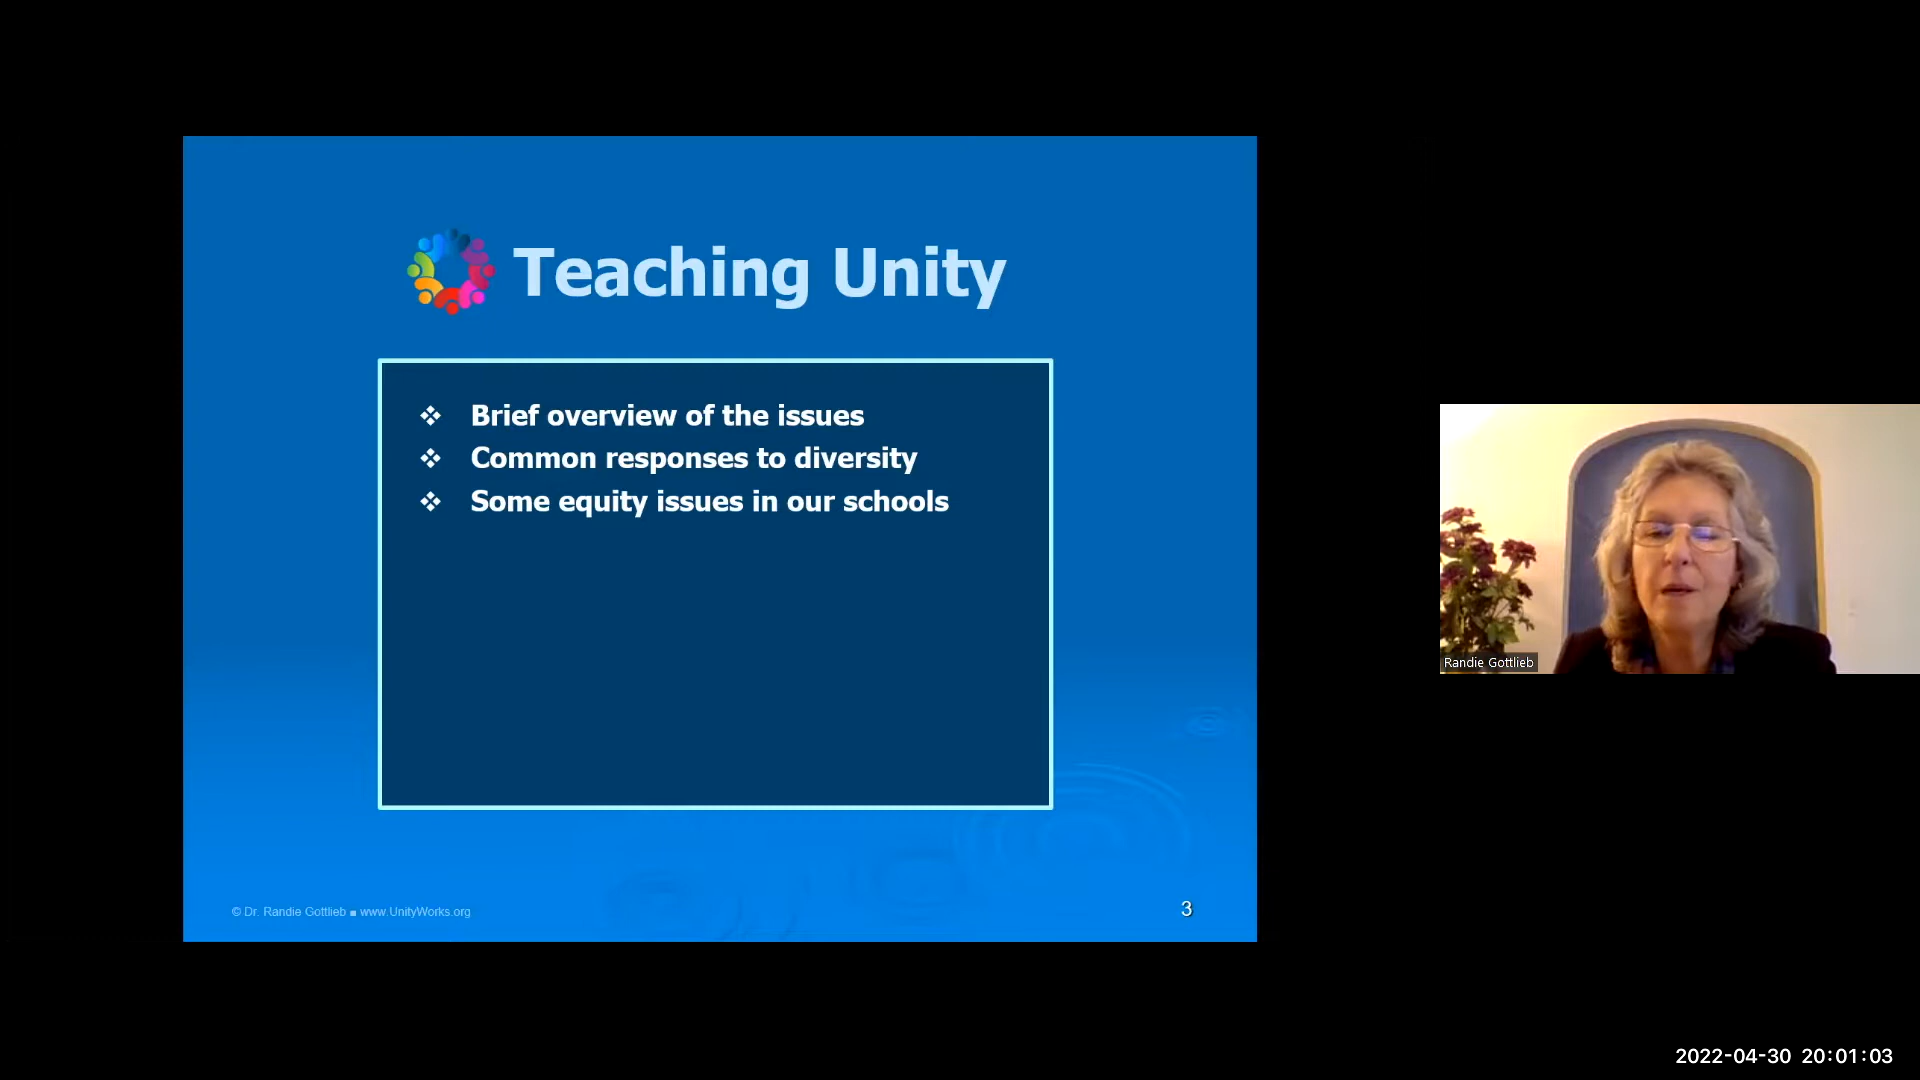 Teaching Unity
❖ Brief overview of the issues
❖ Common responses to diversity
❖ Some equity issues in our schools
© Dr. Randie Gottlieb ■ www.UnityWorks.org
3
Randie Gottlieb
2022-04-30 20:01:03